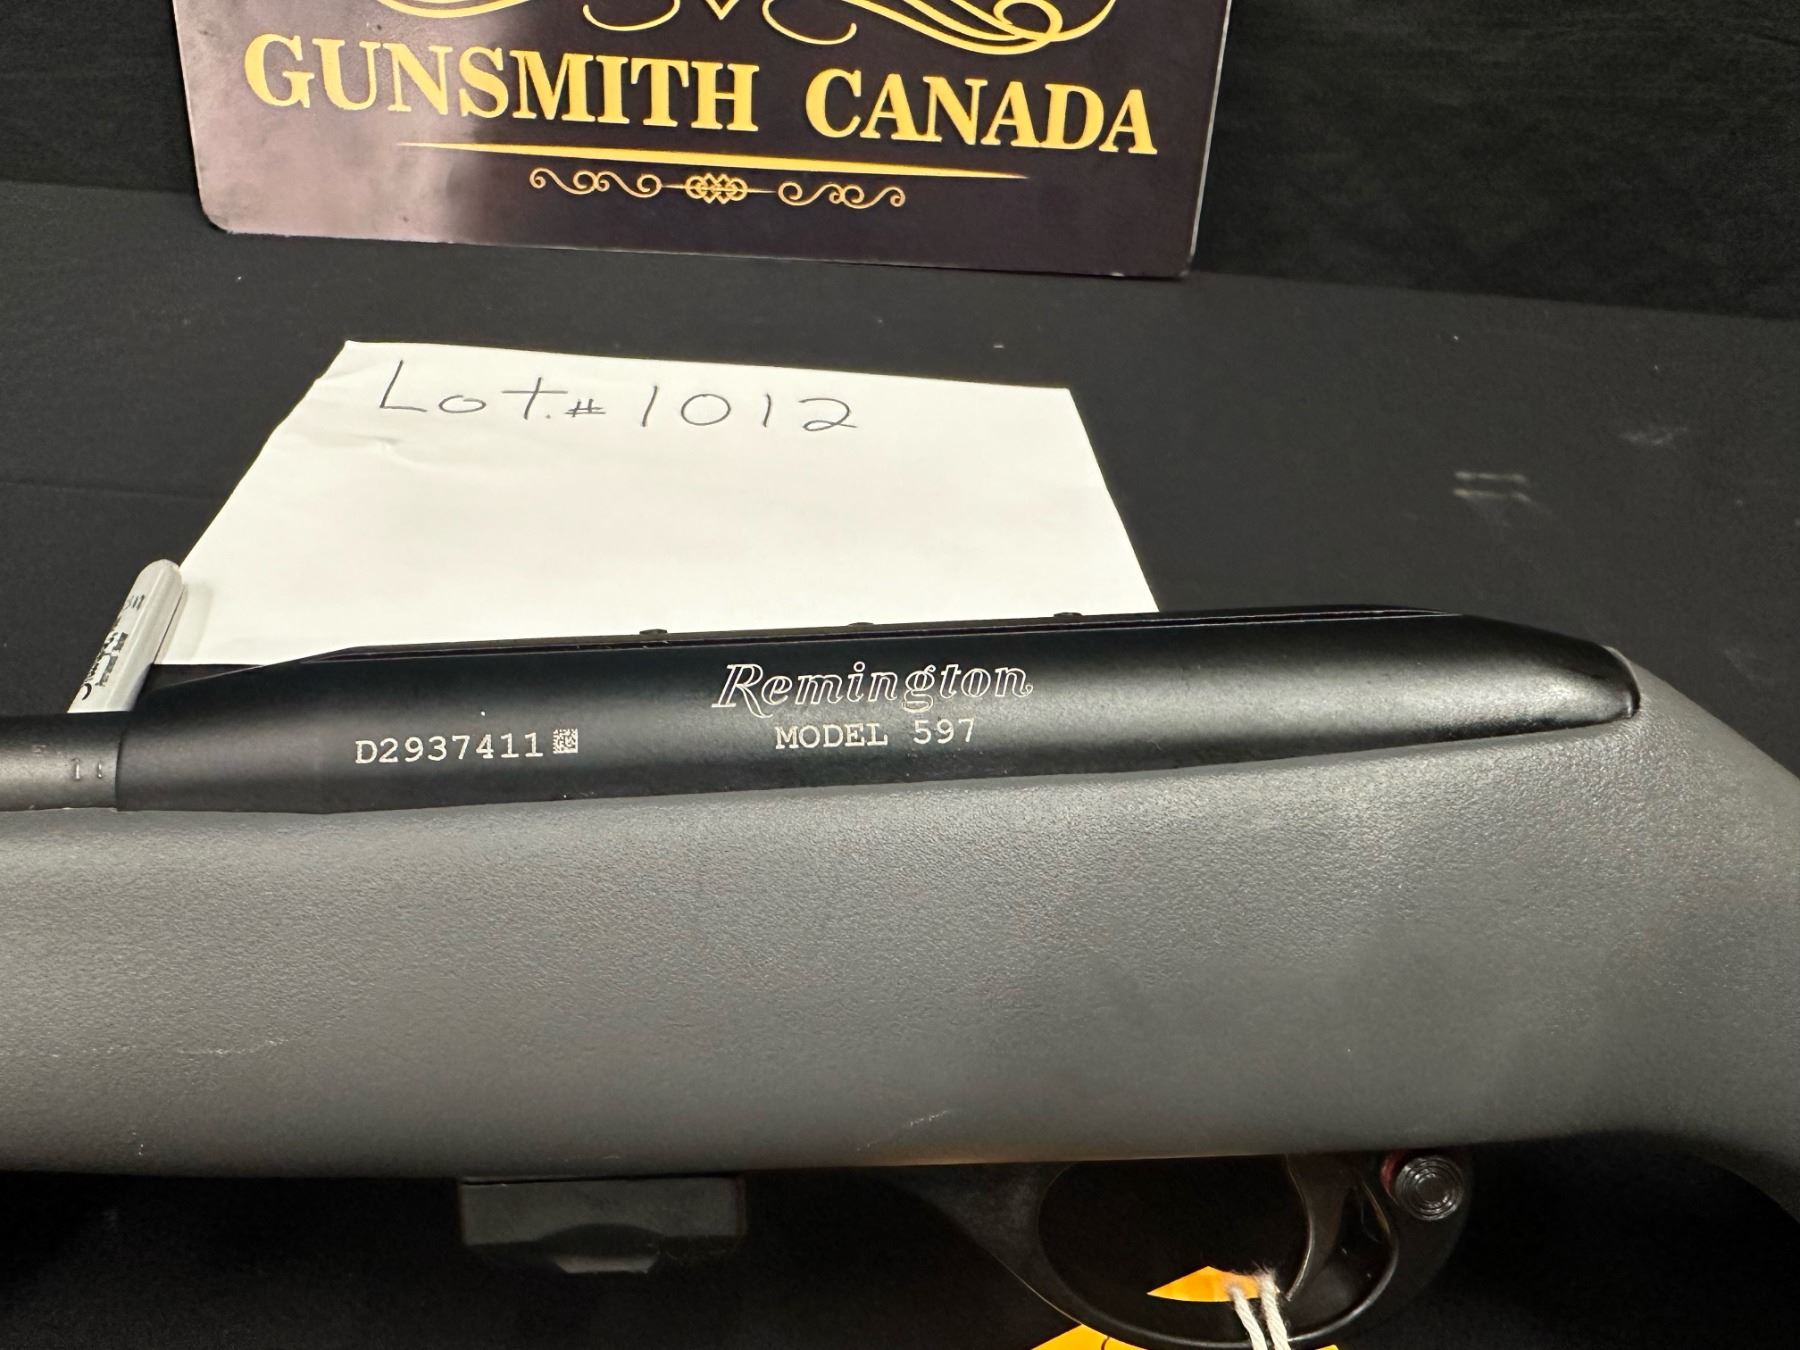 GUNSMITH CANADA
Lot.# 1012
Remington
D2937411
MODEL 597